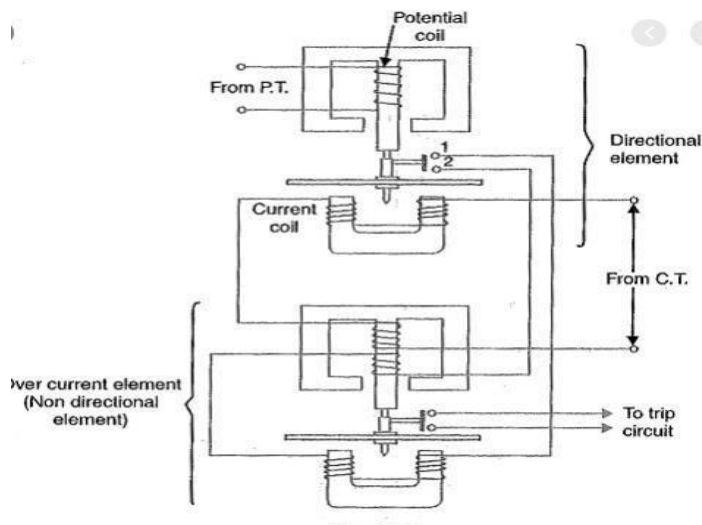 Potential
coil
From P.T.
1
2
Directional
element
Current
coil
From C.T.
Over current element
(Non directional
element)
To trip
circuit